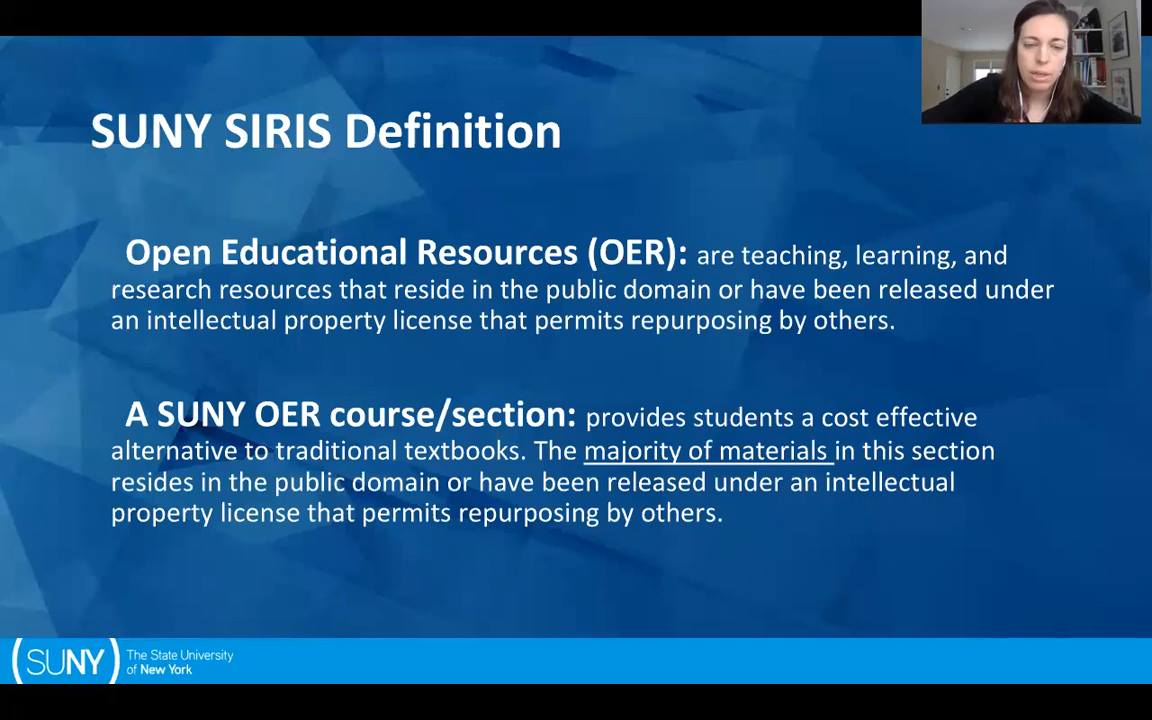 SUNY SIRIS Definition
Open Educational Resources (OER): are teaching, learning, and
research resources that reside in the public domain or have been released under
an intellectual property license that permits repurposing by others.
A SUNY OER course/section: provides students a cost effective
alternative to traditional textbooks. The majority of materials in this section
resides in the public domain or have been released under an intellectual
property license that permits repurposing by others.
SUNY
The State University
of New York